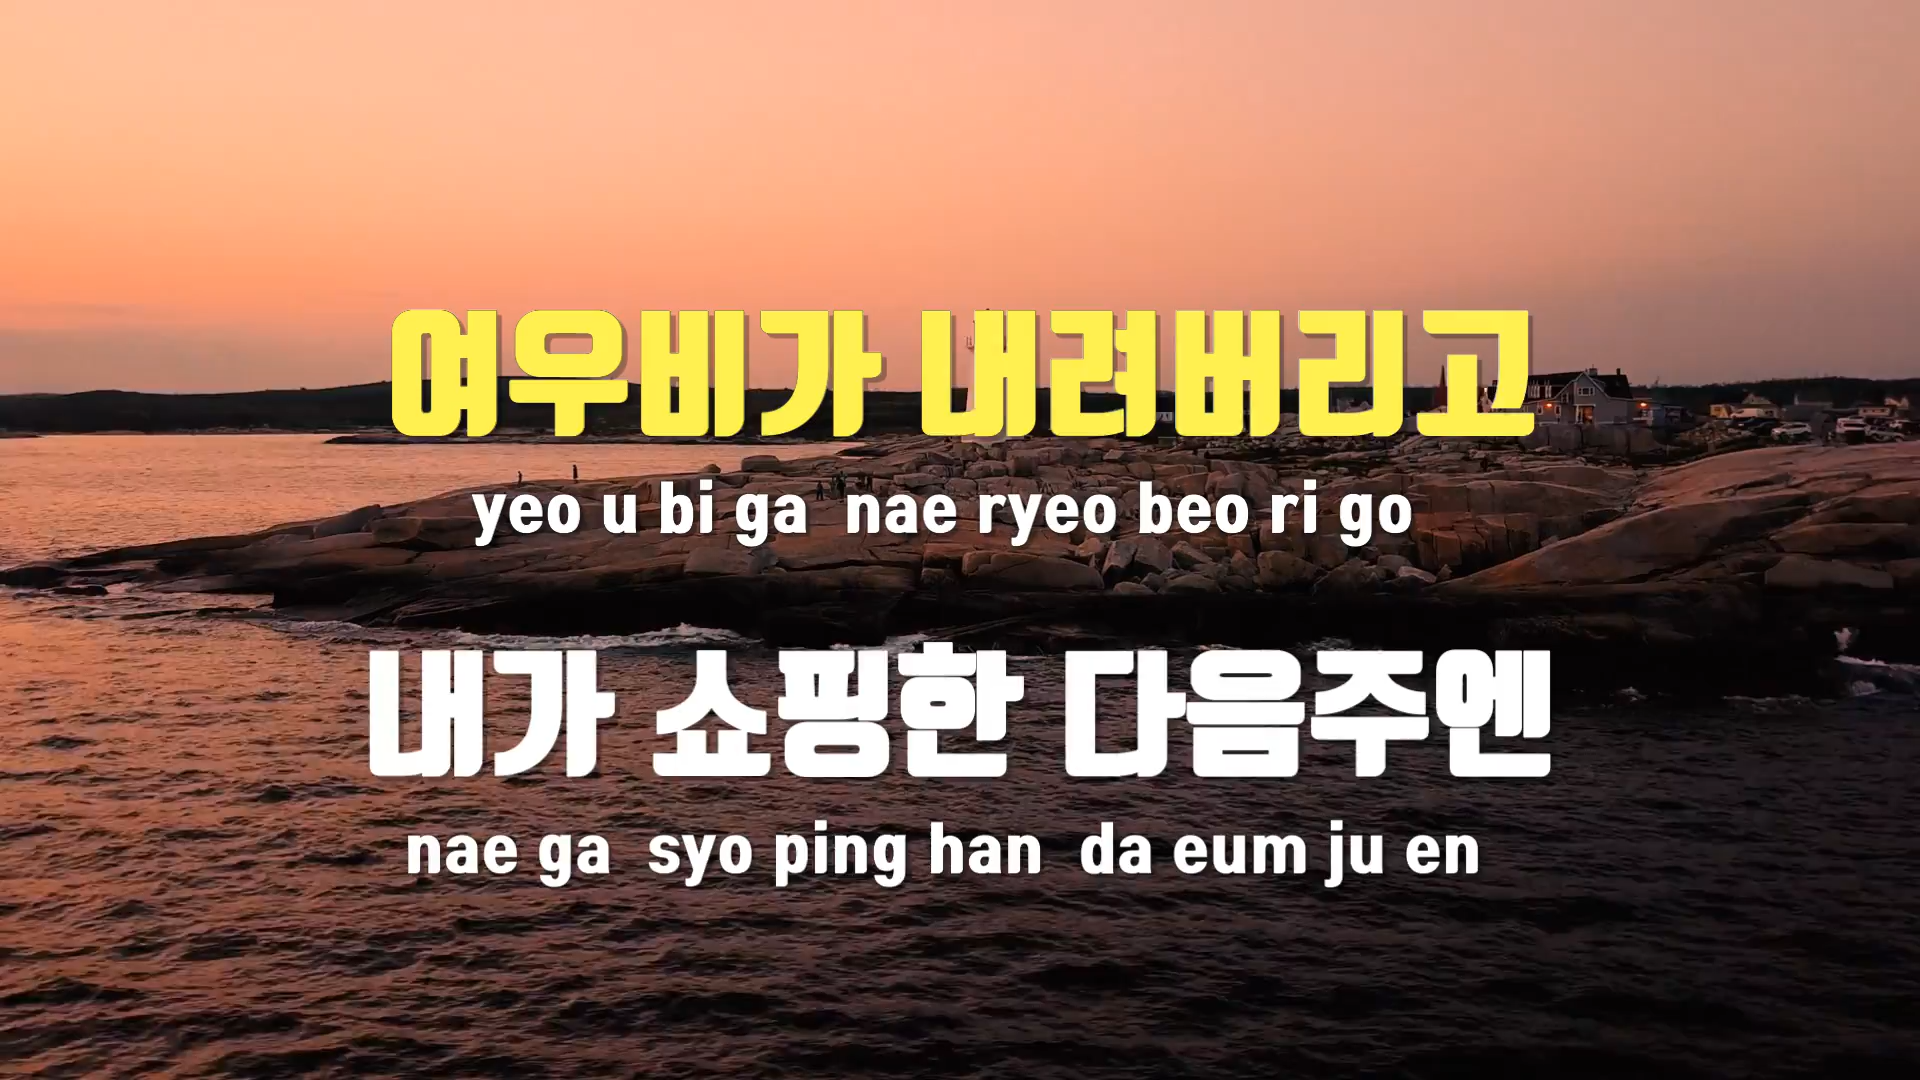 여우비가 내려버리고
yeo u bi ga nae ryeo beo ri go
내가 쇼핑한 다음주엔
nae ga syo ping han da eum ju en